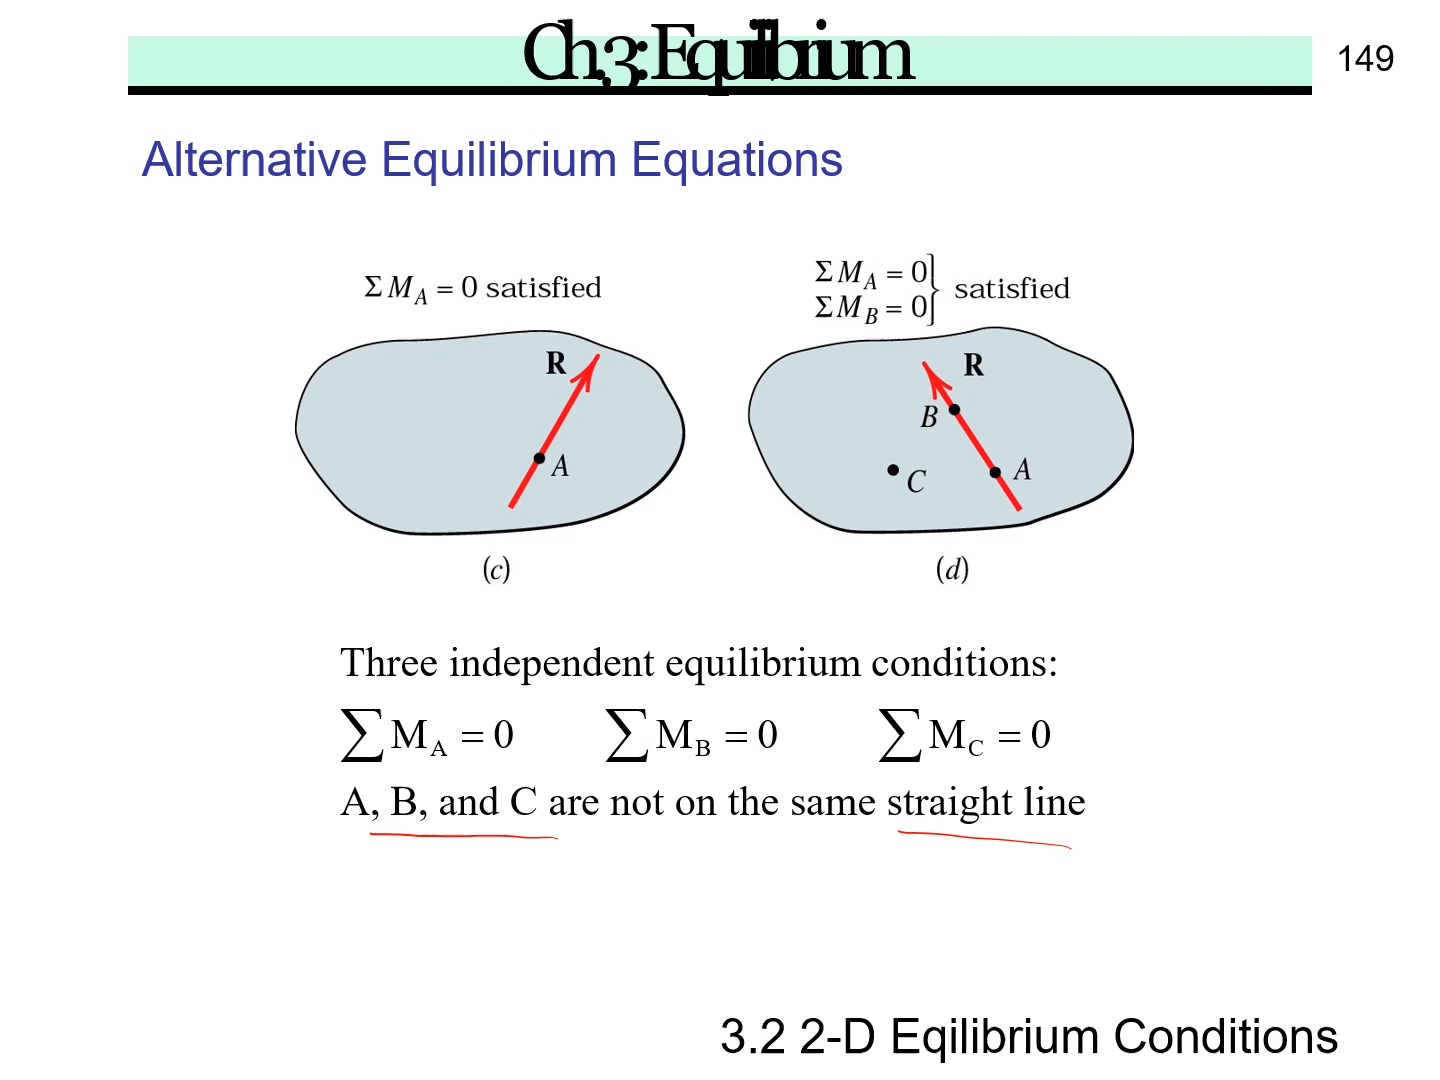 Ch.3: Equilibrium
149
Alternative Equilibrium Equations
Σ M_A = 0 satisfied
Σ M_A = 0
Σ M_B = 0
} satisfied
R
A
(c)
R
B
C
A
(d)
Three independent equilibrium conditions:
∑ M_A = 0 ∑ M_B = 0 ∑ M_C = 0
A, B, and C are not on the same straight line
3.2 2-D Eqilibrium Conditions